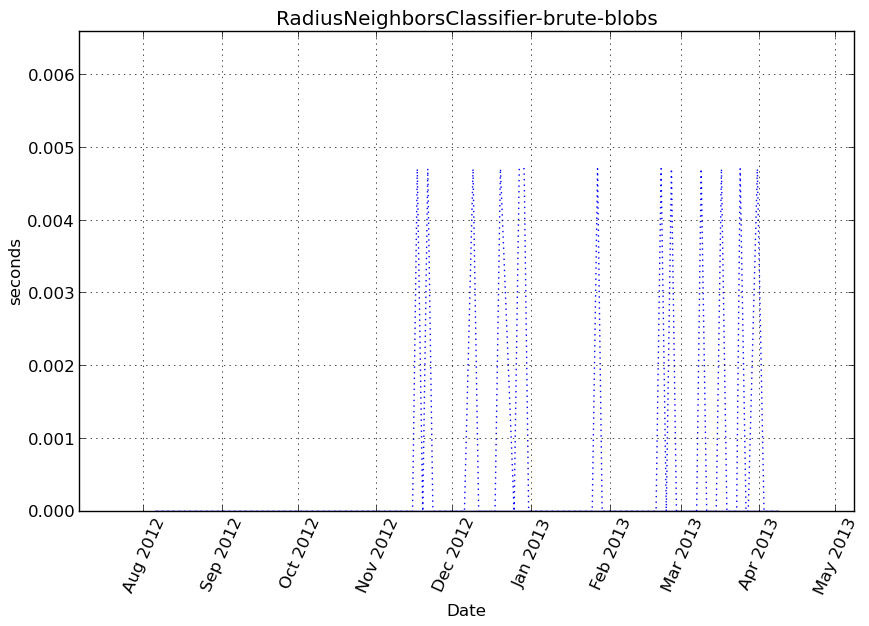 RadiusNeighborsClassifier-brute-blobs
0.006
0.005
0.004
0.003
0.002
0.001
0.000
seconds
Aug 2012
Sep 2012
Oct 2012
Nov 2012
Dec 2012
Jan 2013
Feb 2013
Mar 2013
Apr 2013
May 2013
Date